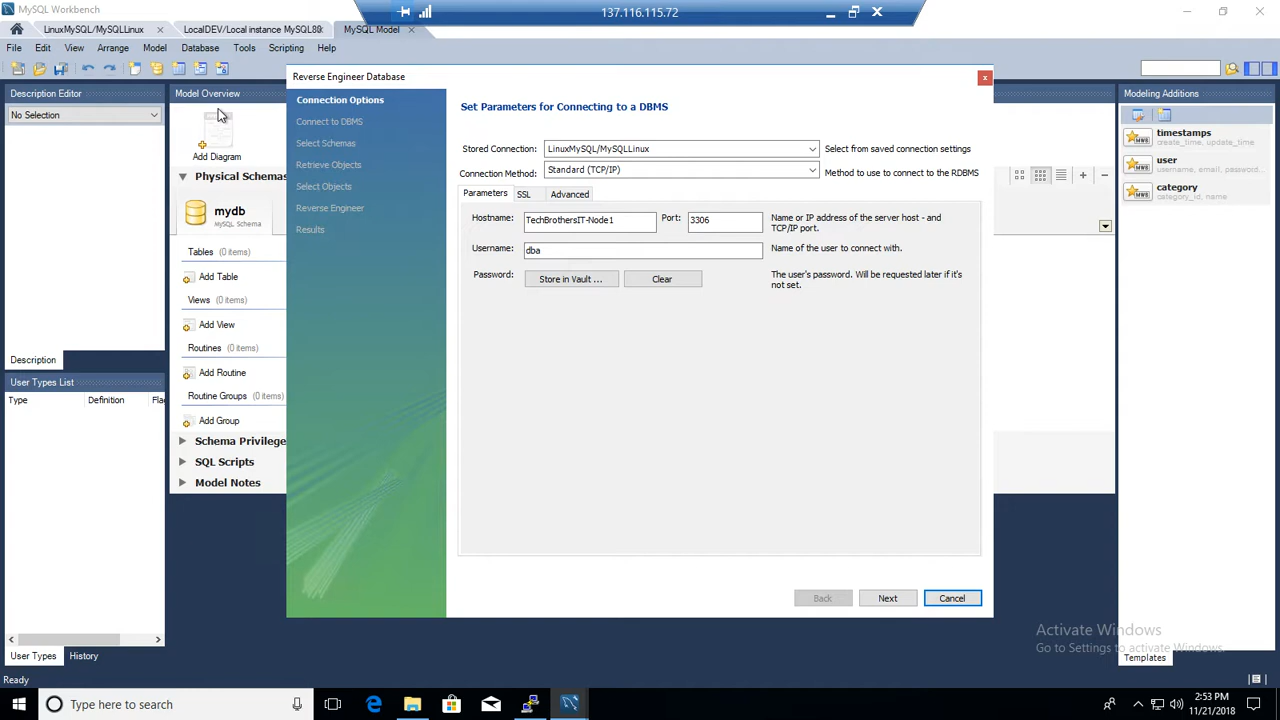 MySQL Workbench
137.116.115.72
LinuxMySQL/MySQLLinux
LocalDEV/Local instance MySQL80
MySQL Model
File Edit View Arrange Model Database Tools Scripting Help
Description Editor
No Selection
Description
User Types List
Type Definition Flag
User Types History
Ready
Model Overview
Add Diagram
Physical Schemas
mydb
MySQL Schema
Tables (0 items)
Add Table
Views (0 items)
Add View
Routines (0 items)
Add Routine
Routine Groups (0 items)
Add Group
Schema Privilege
SQL Scripts
Model Notes
Reverse Engineer Database
Connection Options
Connect to DBMS
Select Schemas
Retrieve Objects
Select Objects
Reverse Engineer
Results
Set Parameters for Connecting to a DBMS
Stored Connection: LinuxMySQL/MySQLLinux Select from saved connection settings
Connection Method: Standard (TCP/IP) Method to use to connect to the RDBMS
Parameters SSL Advanced
Hostname: TechBrothersIT-Node1 Port: 3306 Name or IP address of the server host - and
TCP/IP port.
Username: dba Name of the user to connect with.
Password: Store in Vault ... Clear The user's password. Will be requested later if it's
not set.
Back Next Cancel
Modeling Additions
timestamps
create_time, update_time
user
username, email, password...
category
category_id, name
Activate Windows
Go to Settings to activate Windows.
Templates
Type here to search
2:53 PM
11/21/2018